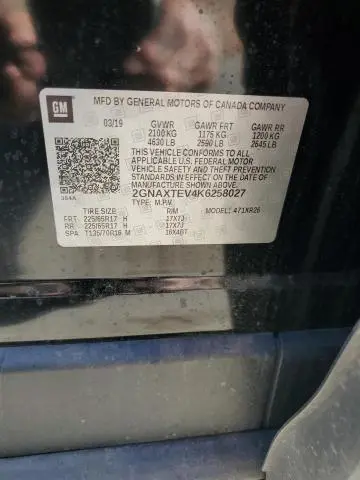 GM
MFD BY GENERAL MOTORS OF CANADA COMPANY
03/19 GVWR GAWR FRT GAWR RR
2100 KG 1175 KG 1200 KG
4630 LB 2590 LB 2645 LB
THIS VEHICLE CONFORMS TO ALL
APPLICABLE U.S. FEDERAL MOTOR
VEHICLE SAFETY, BUMPER, AND THEFT
PREVENTION STANDARDS IN EFFECT ON
THE DATE OF MANUFACTURE SHOWN ABOVE.
384A 2GNAXTEV4K6258027
TYPE: M.P.V. MODEL: 471XR26
TIRE SIZE RIM
FRT 225/65R17 H 17X7J
RR 225/65R17 H 17X7J
SPA T135/70R16 M 16X4BT